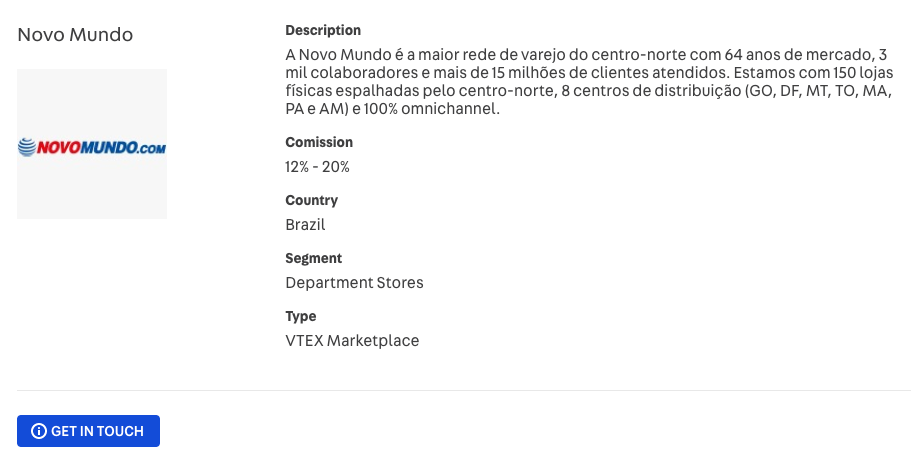 Novo Mundo
NOVOMUNDO.COM
Description
A Novo Mundo é a maior rede de varejo do centro-norte com 64 anos de mercado, 3
mil colaboradores e mais de 15 milhões de clientes atendidos. Estamos com 150 lojas
físicas espalhadas pelo centro-norte, 8 centros de distribuição (GO, DF, MT, TO, MA,
PA e AM) e 100% omnichannel.
Comission
12% - 20%
Country
Brazil
Segment
Department Stores
Type
VTEX Marketplace
GET IN TOUCH